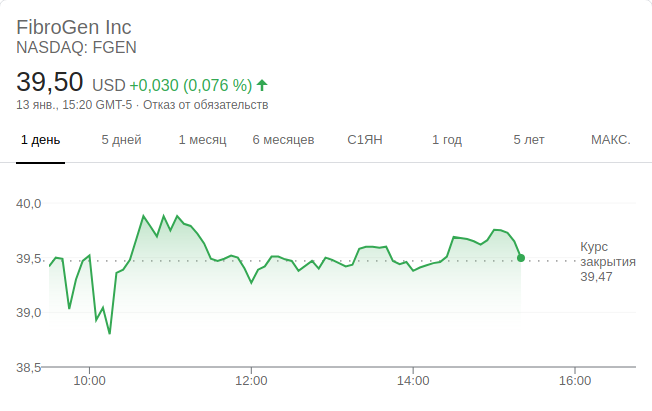 FibroGen Inc
NASDAQ: FGEN
39,50 USD +0,030 (0,076 %)
13 янв., 15:20 GMT-5 · Отказ от обязательств
1 день 5 дней 1 месяц 6 месяцев С1ЯН 1 год 5 лет МАКС.
40,0
39,5
39,0
38,5
Курс
закрытия
39,47
10:00 12:00 14:00 16:00